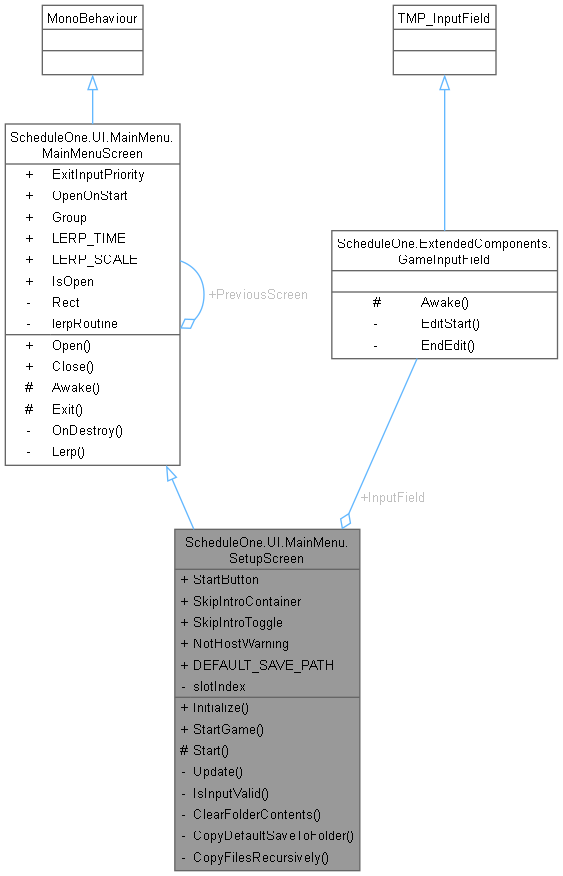 MonoBehaviour
TMP_InputField
ScheduleOne.UI.MainMenu.
MainMenuScreen
+ ExitInputPriority
+ OpenOnStart
+ Group
+ LERP_TIME
+ LERP_SCALE
+ IsOpen
- Rect
- lerpRoutine
+ Open()
+ Close()
# Awake()
# Exit()
- OnDestroy()
- Lerp()
+PreviousScreen
ScheduleOne.ExtendedComponents.
GameInputField
# Awake()
- EditStart()
- EndEdit()
+InputField
ScheduleOne.UI.MainMenu.
SetupScreen
+ StartButton
+ SkipIntroContainer
+ SkipIntroToggle
+ NotHostWarning
+ DEFAULT_SAVE_PATH
- slotIndex
+ Initialize()
+ StartGame()
# Start()
- Update()
- IsInputValid()
- ClearFolderContents()
- CopyDefaultSaveToFolder()
- CopyFilesRecursively()